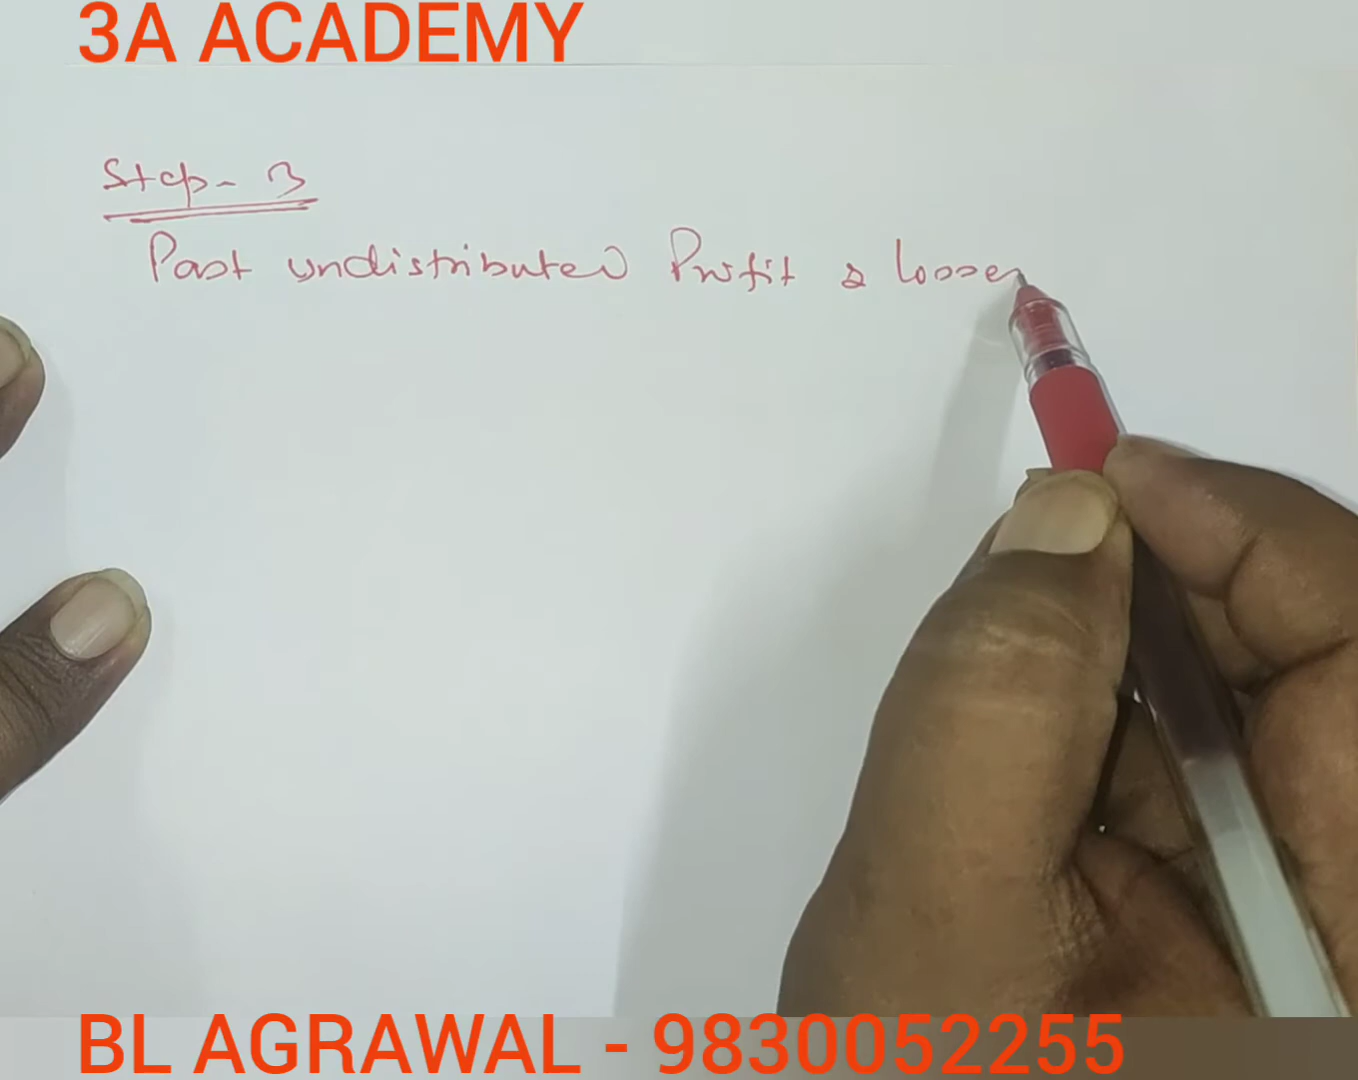 3A ACADEMY
Step- 3
Past undistributed Profit & losses
BL AGRAWAL - 9830052255